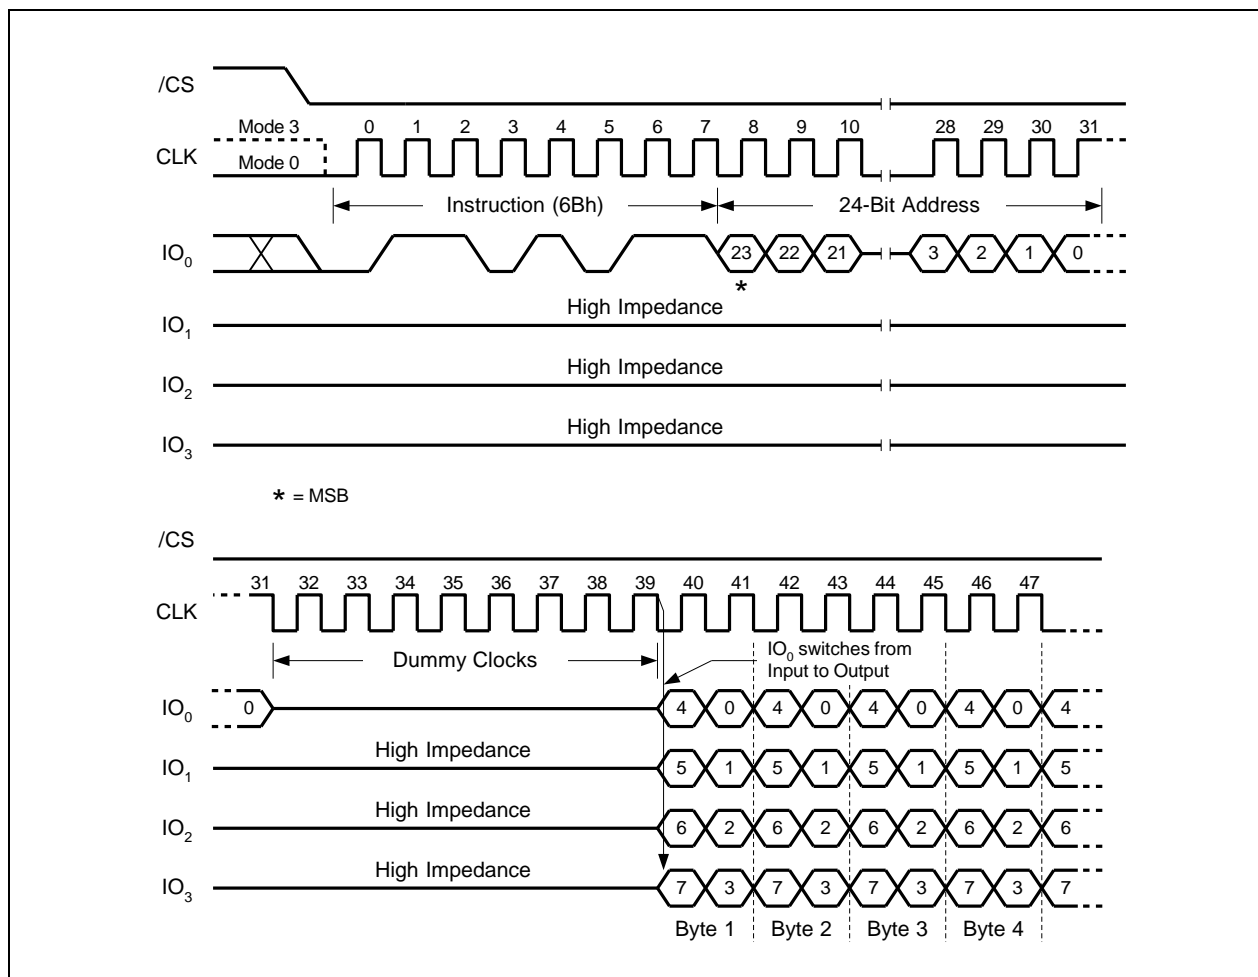 /CS
Mode 3 0 1 2 3 4 5 6 7 8 9 10 28 29 30 31
CLK
Mode 0
Instruction (6Bh) 24-Bit Address
IO0 23 22 21 3 2 1 0
*
High Impedance
IO1
High Impedance
IO2
High Impedance
IO3
* = MSB
/CS
31 32 33 34 35 36 37 38 39 40 41 42 43 44 45 46 47
CLK
Dummy Clocks
IO0 switches from
Input to Output
IO0 0 4 0 4 0 4 0 4 0 4
High Impedance
IO1 5 1 5 1 5 1 5 1 5
High Impedance
IO2 6 2 6 2 6 2 6 2 6
High Impedance
IO3 7 3 7 3 7 3 7 3 7
Byte 1 Byte 2 Byte 3 Byte 4